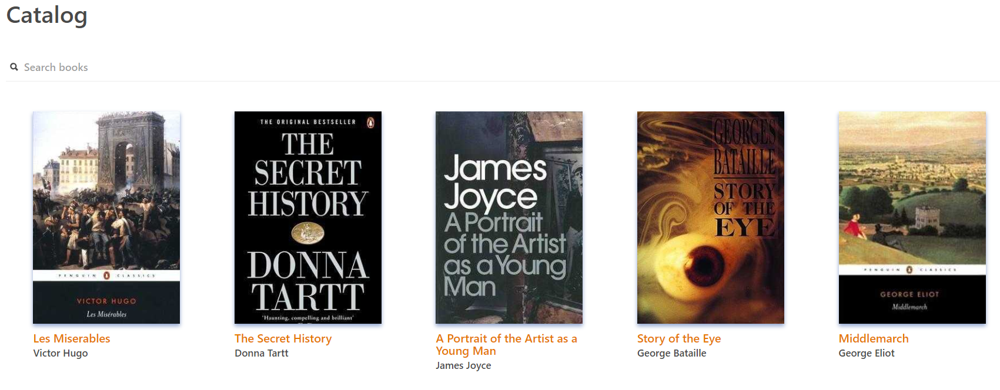 Catalog
Search books
PENGUIN CLASSICS
VICTOR HUGO
Les Misérables
Les Miserables
Victor Hugo
THE ORIGINAL BESTSELLER
THE
SECRET
HISTORY
DONNA
TARTT
'Haunting, compelling and brilliant'
The Secret History
Donna Tartt
James
Joyce
A Portrait
of the Artist
as a Young
Man
A Portrait of the Artist as a
Young Man
James Joyce
GEORGES
BATAILLE
STORY
OF THE
EYE
Story of the Eye
George Bataille
PENGUIN CLASSICS
GEORGE ELIOT
Middlemarch
Middlemarch
George Eliot